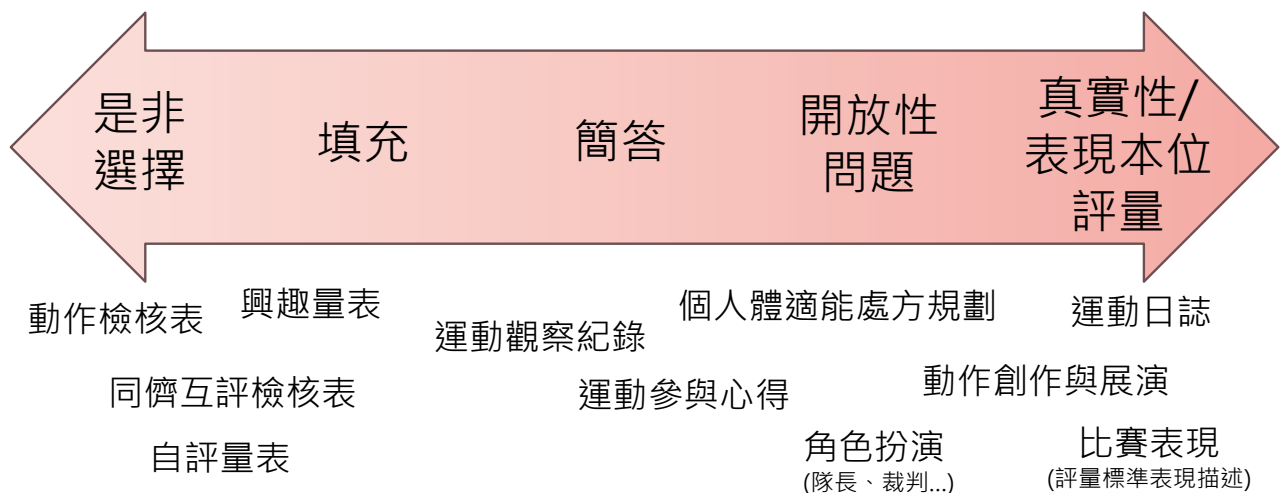 是非
選擇
填充
簡答
開放性
問題
真實性/
表現本位
評量
動作檢核表
興趣量表
運動觀察紀錄
個人體適能處方規劃
運動日誌
同儕互評檢核表
運動參與心得
動作創作與展演
自評量表
角色扮演
(隊長、裁判...)
比賽表現
(評量標準表現描述)